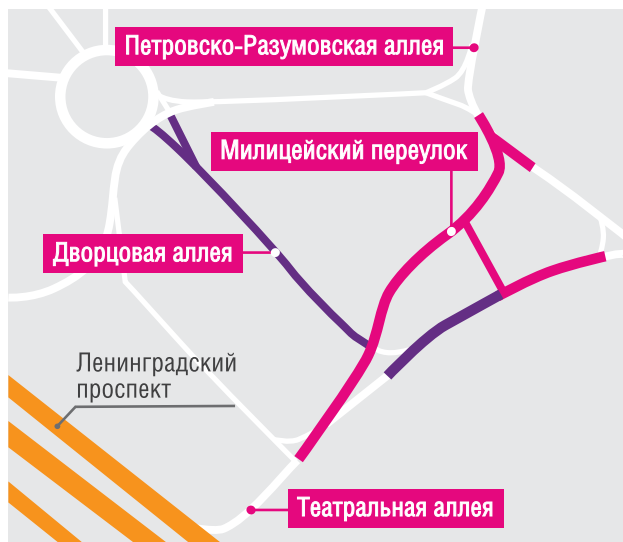 Петровско-Разумовская аллея
Милицейский переулок
Дворцовая аллея
Ленинградский
проспект
Театральная аллея